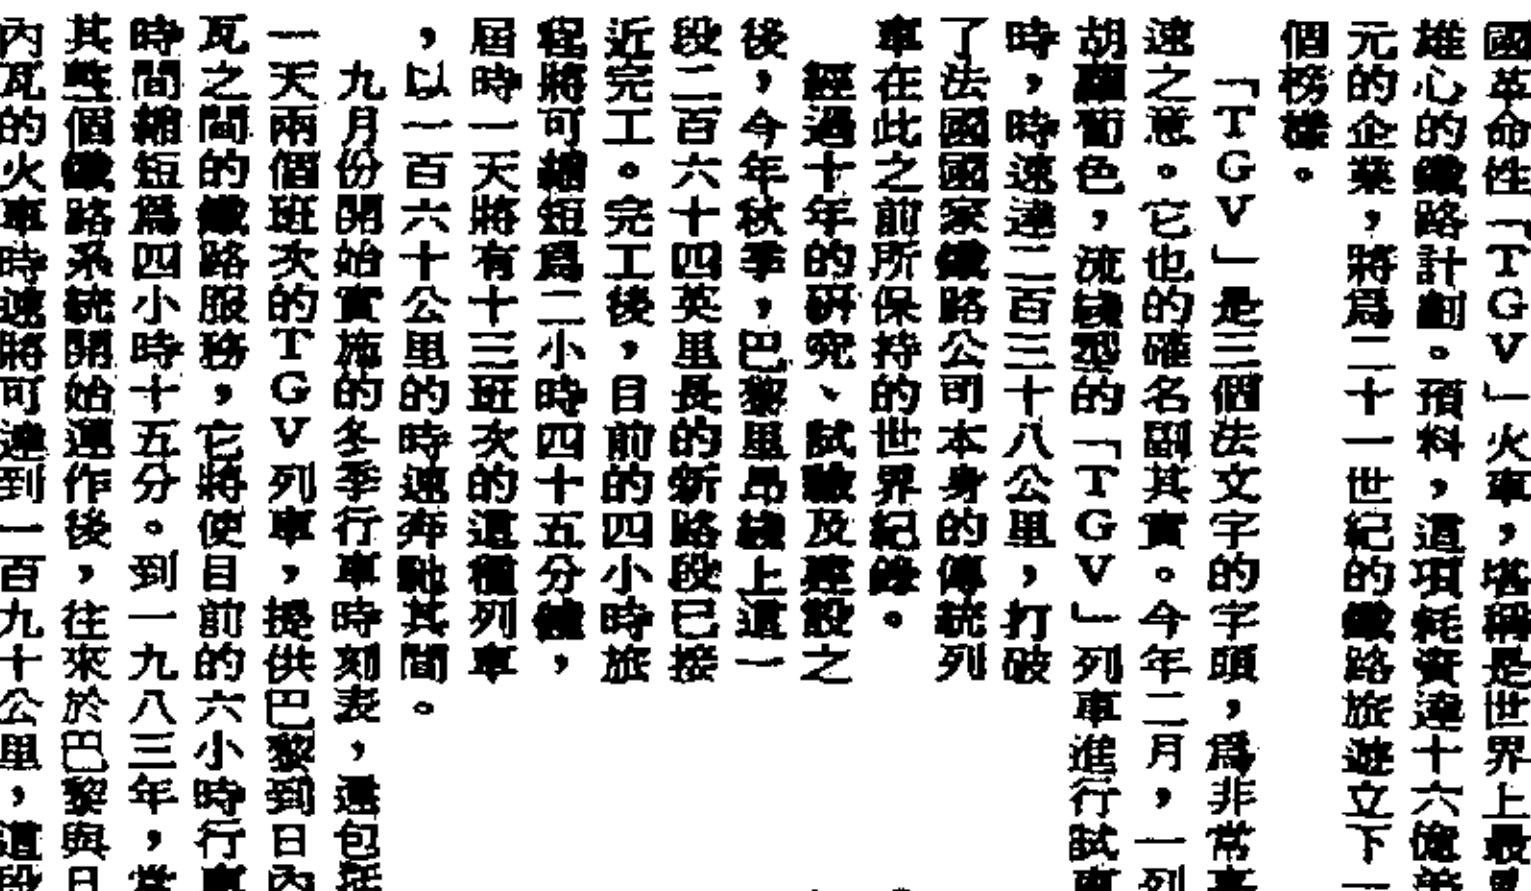 國革命性「TGV」火車，堪稱是世界上最具
雄心的鐵路計劃。預料，這項耗資達十六億美
元的企業，將爲二十一世紀的鐵路旅遊立下一
個榜樣。
「TGV」是三個法文字的字頭，爲非常高
速之意。它也的確名副其實。今年二月，一列
胡蘿蔔色，流綫型的「TGV」列車進行試車
時，時速達二百三十八公里，打破
了法國國家鐵路公司本身的傳統列
車在此之前所保持的世界紀錄。
經過十年的研究、試驗及建設之
後，今年秋季，巴黎里昂綫上這一
段二百六十四英里長的新路段已接
近完工。完工後，目前的四小時旅
程將可縮短爲二小時四十五分鐘，
屆時一天將有十三班次的這種列車
，以一百六十公里的時速奔馳其間。
九月份開始實施的冬季行車時刻表，還包括
一天兩個班次的TGV列車，提供巴黎到日內
瓦之間的鐵路服務，它將使目前的六小時行車
時間縮短爲四小時十五分。到一九八三年，當
其整個鐵路系統開始運作後，往來於巴黎與日
內瓦的火車時速將可達到一百九十公里，這段